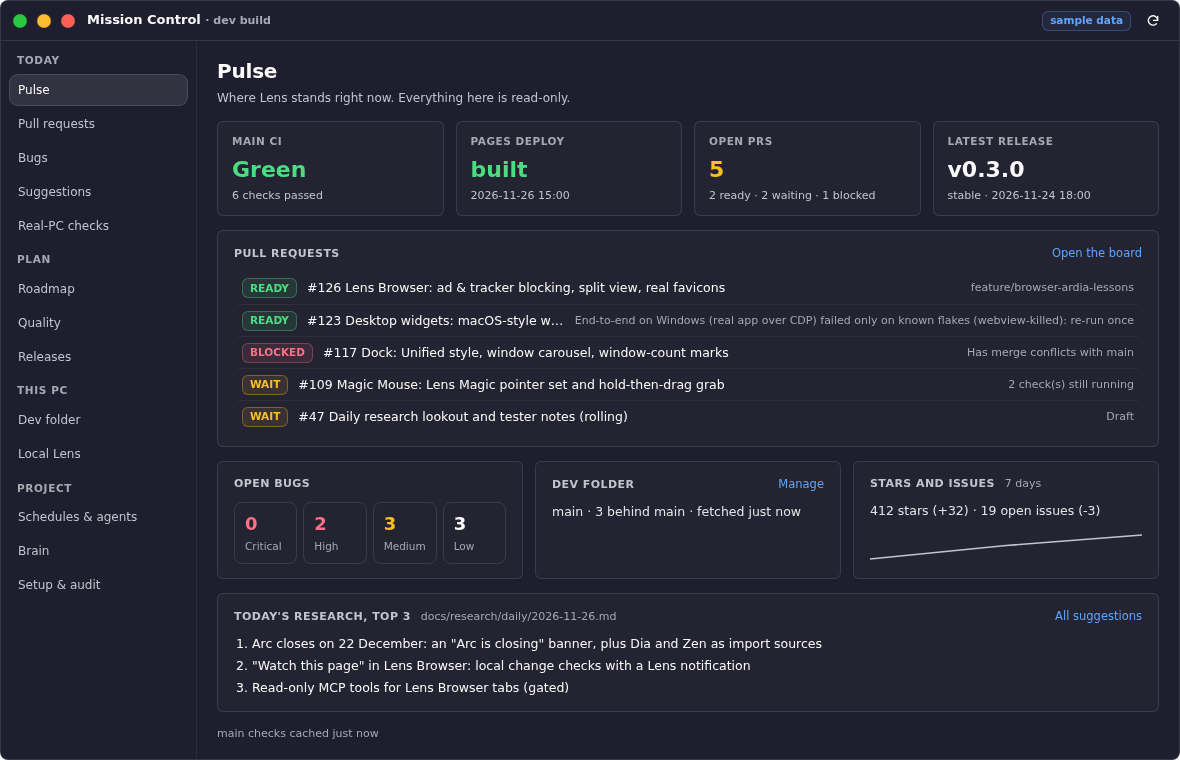 Mission Control · dev build
sample data
TODAY
Pulse
Pull requests
Bugs
Suggestions
Real-PC checks
PLAN
Roadmap
Quality
Releases
THIS PC
Dev folder
Local Lens
PROJECT
Schedules & agents
Brain
Setup & audit
Pulse
Where Lens stands right now. Everything here is read-only.
MAIN CI
Green
6 checks passed
PAGES DEPLOY
built
2026-11-26 15:00
OPEN PRS
5
2 ready · 2 waiting · 1 blocked
LATEST RELEASE
v0.3.0
stable · 2026-11-24 18:00
PULL REQUESTS
Open the board
READY #126 Lens Browser: ad & tracker blocking, split view, real favicons feature/browser-ardia-lessons
READY #123 Desktop widgets: macOS-style w... End-to-end on Windows (real app over CDP) failed only on known flakes (webview-killed): re-run once
BLOCKED #117 Dock: Unified style, window carousel, window-count marks Has merge conflicts with main
WAIT #109 Magic Mouse: Lens Magic pointer set and hold-then-drag grab 2 check(s) still running
WAIT #47 Daily research lookout and tester notes (rolling) Draft
OPEN BUGS
0
Critical
2
High
3
Medium
3
Low
DEV FOLDER
Manage
main · 3 behind main · fetched just now
STARS AND ISSUES 7 days
412 stars (+32) · 19 open issues (-3)
TODAY'S RESEARCH, TOP 3 docs/research/daily/2026-11-26.md
All suggestions
1. Arc closes on 22 December: an "Arc is closing" banner, plus Dia and Zen as import sources
2. "Watch this page" in Lens Browser: local change checks with a Lens notification
3. Read-only MCP tools for Lens Browser tabs (gated)
main checks cached just now